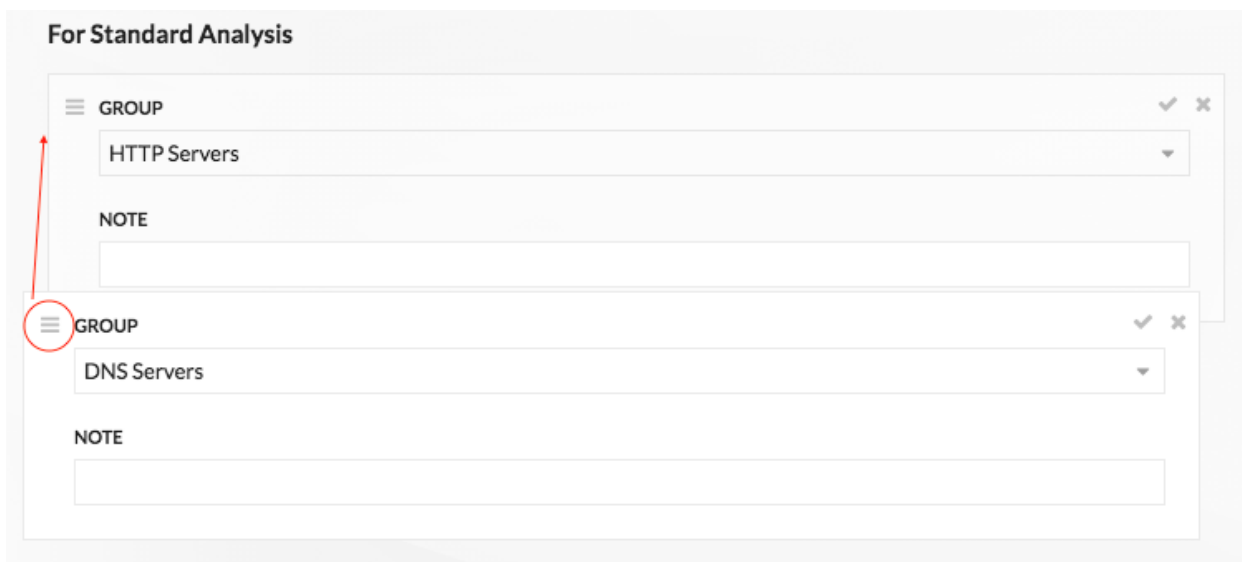 For Standard Analysis
GROUP
HTTP Servers
NOTE
GROUP
DNS Servers
NOTE